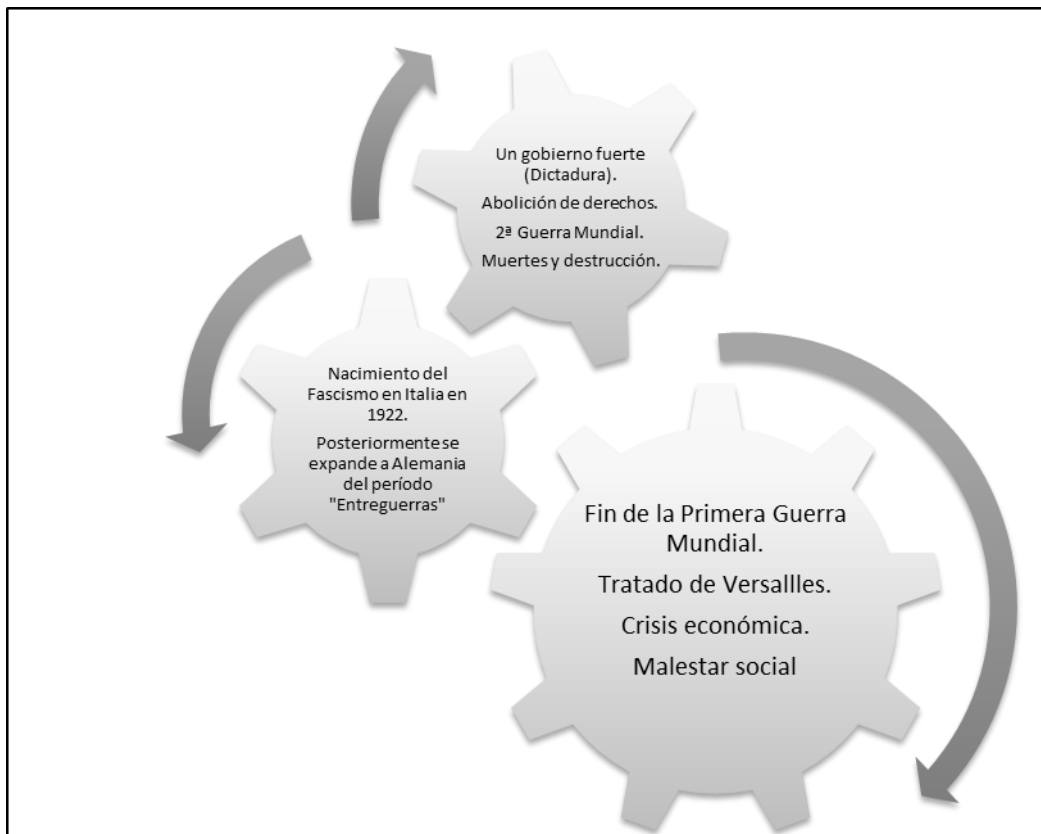 Un gobierno fuerte
(Dictadura).
Abolición de derechos.
2ª Guerra Mundial.
Muertes y destrucción.
Nacimiento del
Fascismo en Italia en
1922.
Posteriormente se
expande a Alemania
del período
"Entreguerras"
Fin de la Primera Guerra
Mundial.
Tratado de Versallles.
Crisis económica.
Malestar social